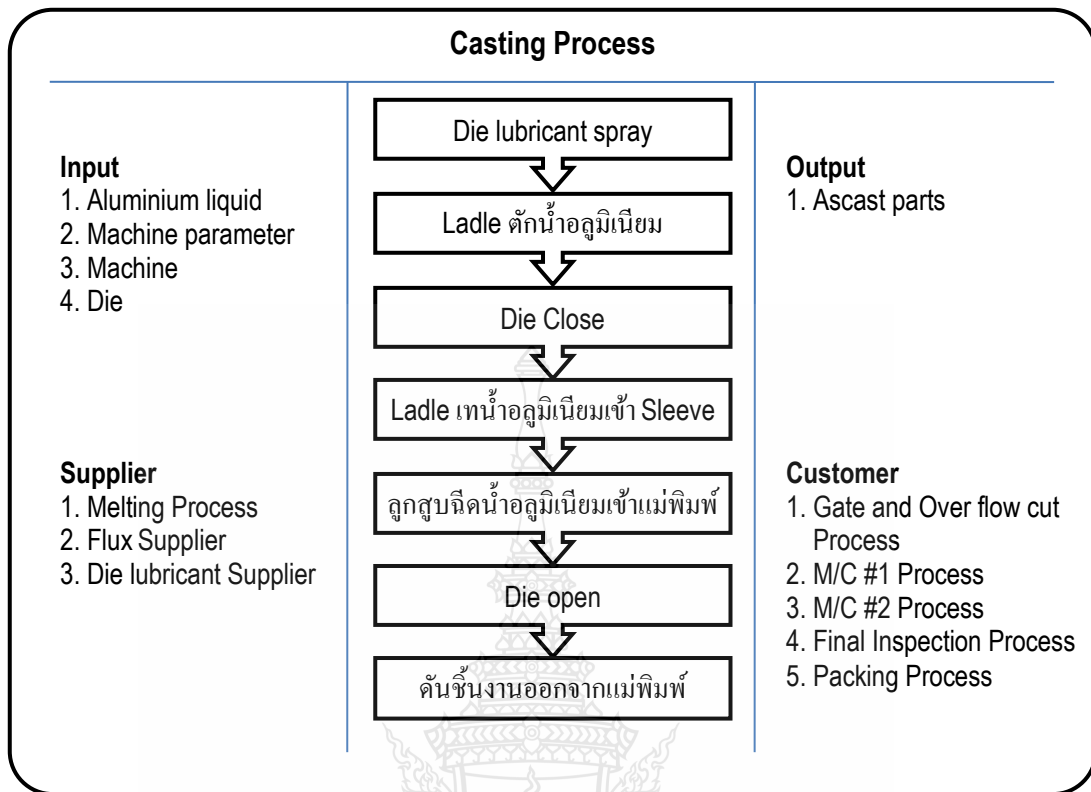 Casting Process
Input
1. Aluminium liquid
2. Machine parameter
3. Machine
4. Die
Supplier
1. Melting Process
2. Flux Supplier
3. Die lubricant Supplier
Die lubricant spray
Ladle ตักน้ำอลูมิเนียม
Die Close
Ladle เทน้ำอลูมิเนียมเข้า Sleeve
ลูกสูบฉีดน้ำอลูมิเนียมเข้าแม่พิมพ์
Die open
ดันชิ้นงานออกจากแม่พิมพ์
Output
1. Ascast parts
Customer
1. Gate and Over flow cut
Process
2. M/C #1 Process
3. M/C #2 Process
4. Final Inspection Process
5. Packing Process